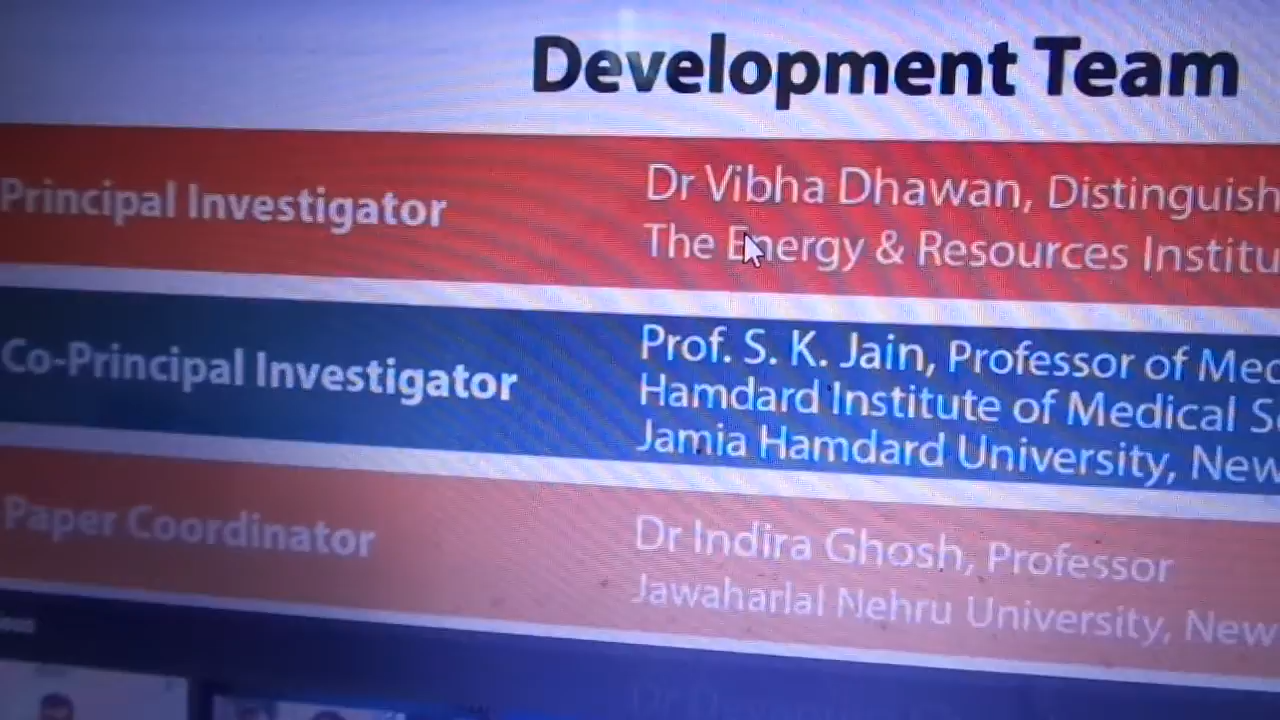 Development Team
Principal Investigator
Dr Vibha Dhawan, Distinguish
The Energy & Resources Institu
Co-Principal Investigator
Prof. S. K. Jain, Professor of Med
Hamdard Institute of Medical S
Jamia Hamdard University, New
Paper Coordinator
Dr Indira Ghosh, Professor
Jawaharlal Nehru University, New